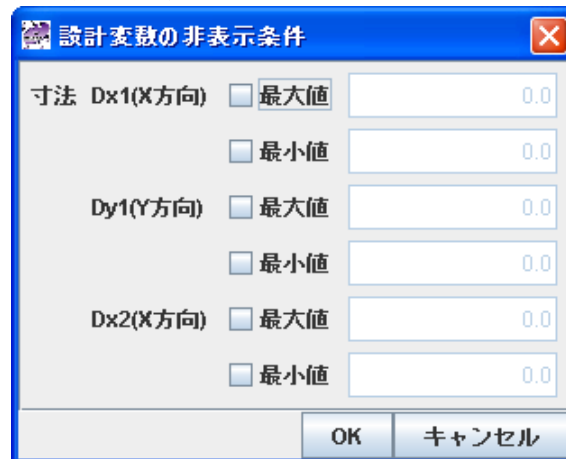 設計変数の非表示条件
寸法 Dx1(X方向) 最大値 0.0
最小値 0.0
Dy1(Y方向) 最大値 0.0
最小値 0.0
Dx2(X方向) 最大値 0.0
最小値 0.0
OK キャンセル